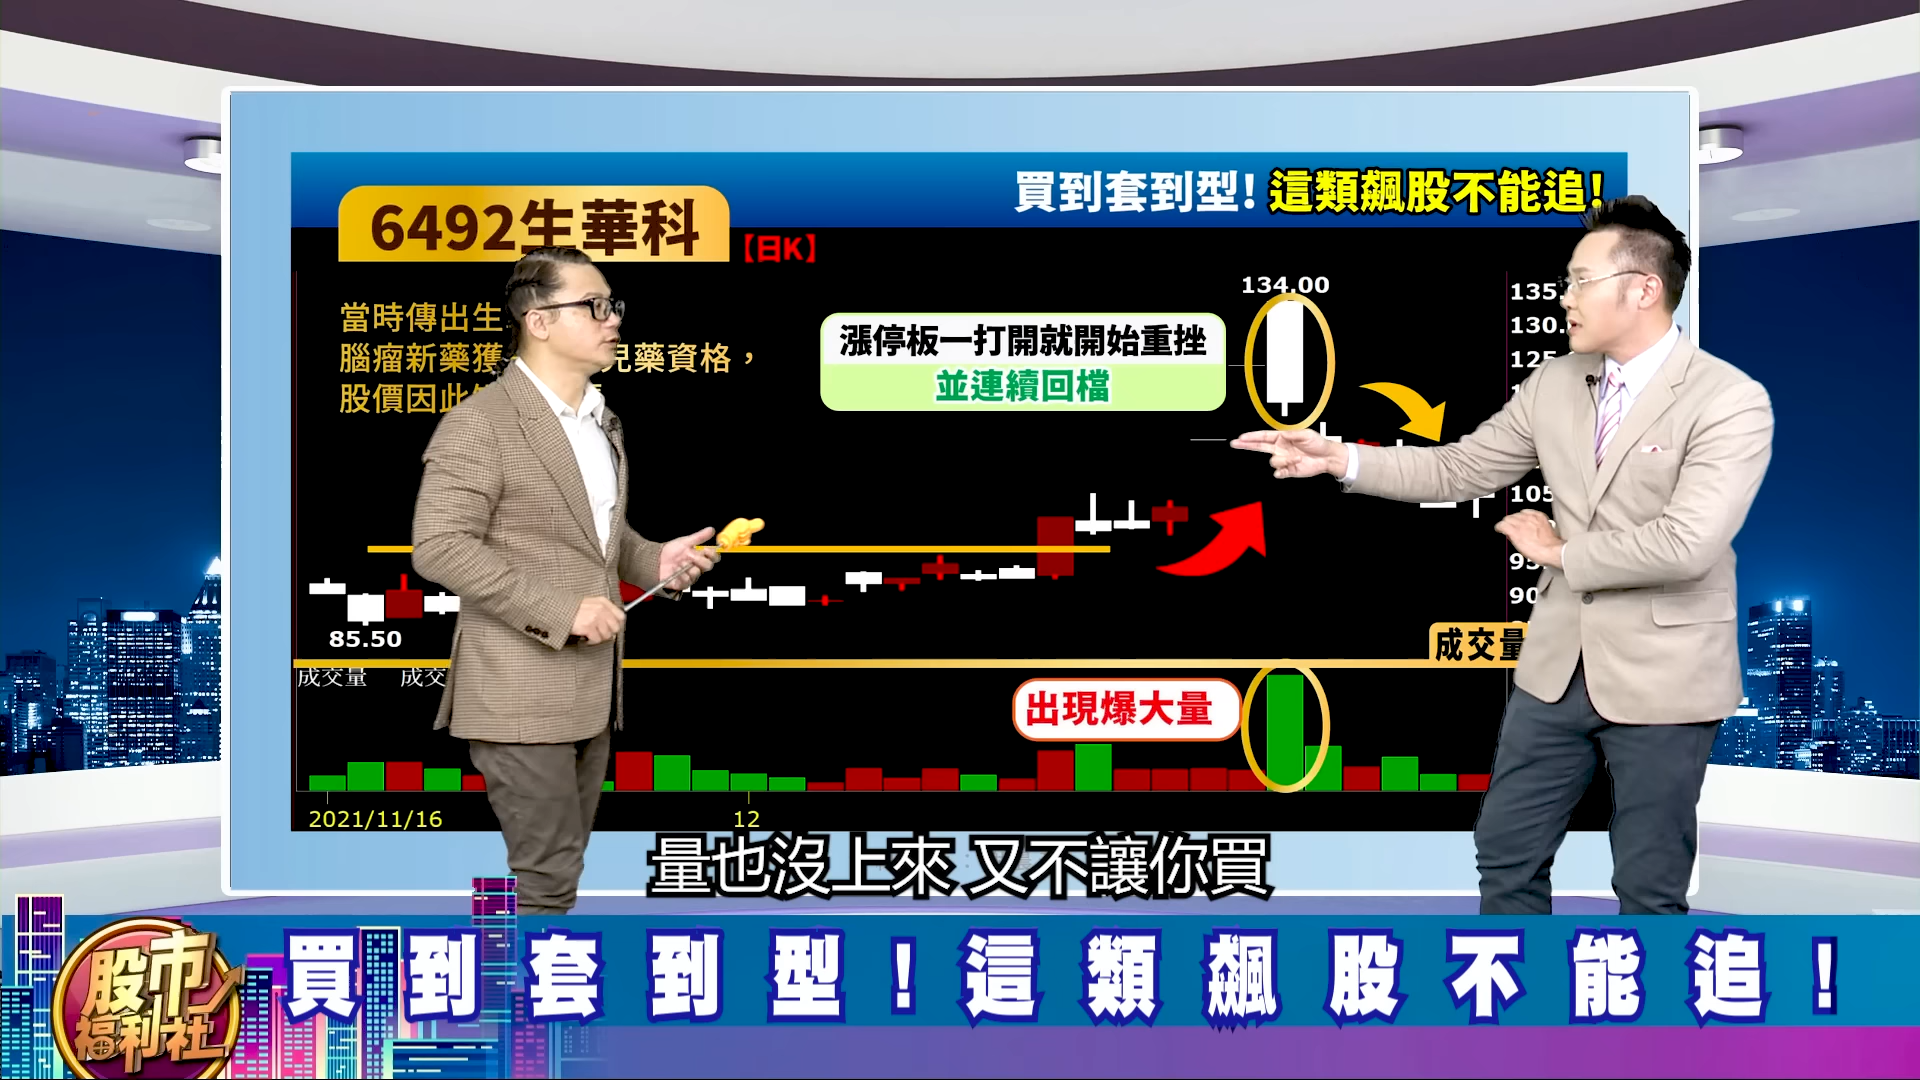 買到套到型!這類飆股不能追!
6492生華科
【日K】
當時傳出生
腦瘤新藥獲 兒藥資格，
股價因此
漲停板一打開就開始重挫
並連續回檔
134.00
135.
130.
125
105
95
90
85.50
成交量
成交量 成交
出現爆大量
2021/11/16
12
量也沒上來 又不讓你買
買到套到型!這類飆股不能追!
股市
福利社